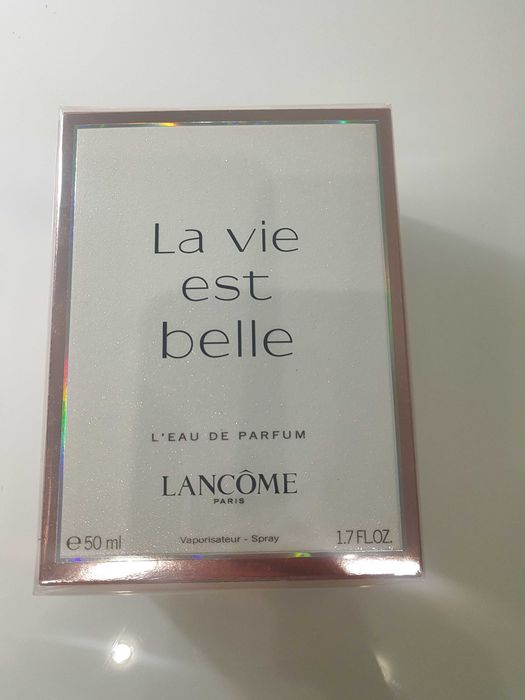 La vie
est
belle
L'EAU DE PARFUM
LANCÔME
PARIS
℮ 50 ml Vaporisateur - Spray 1.7 FL.OZ.